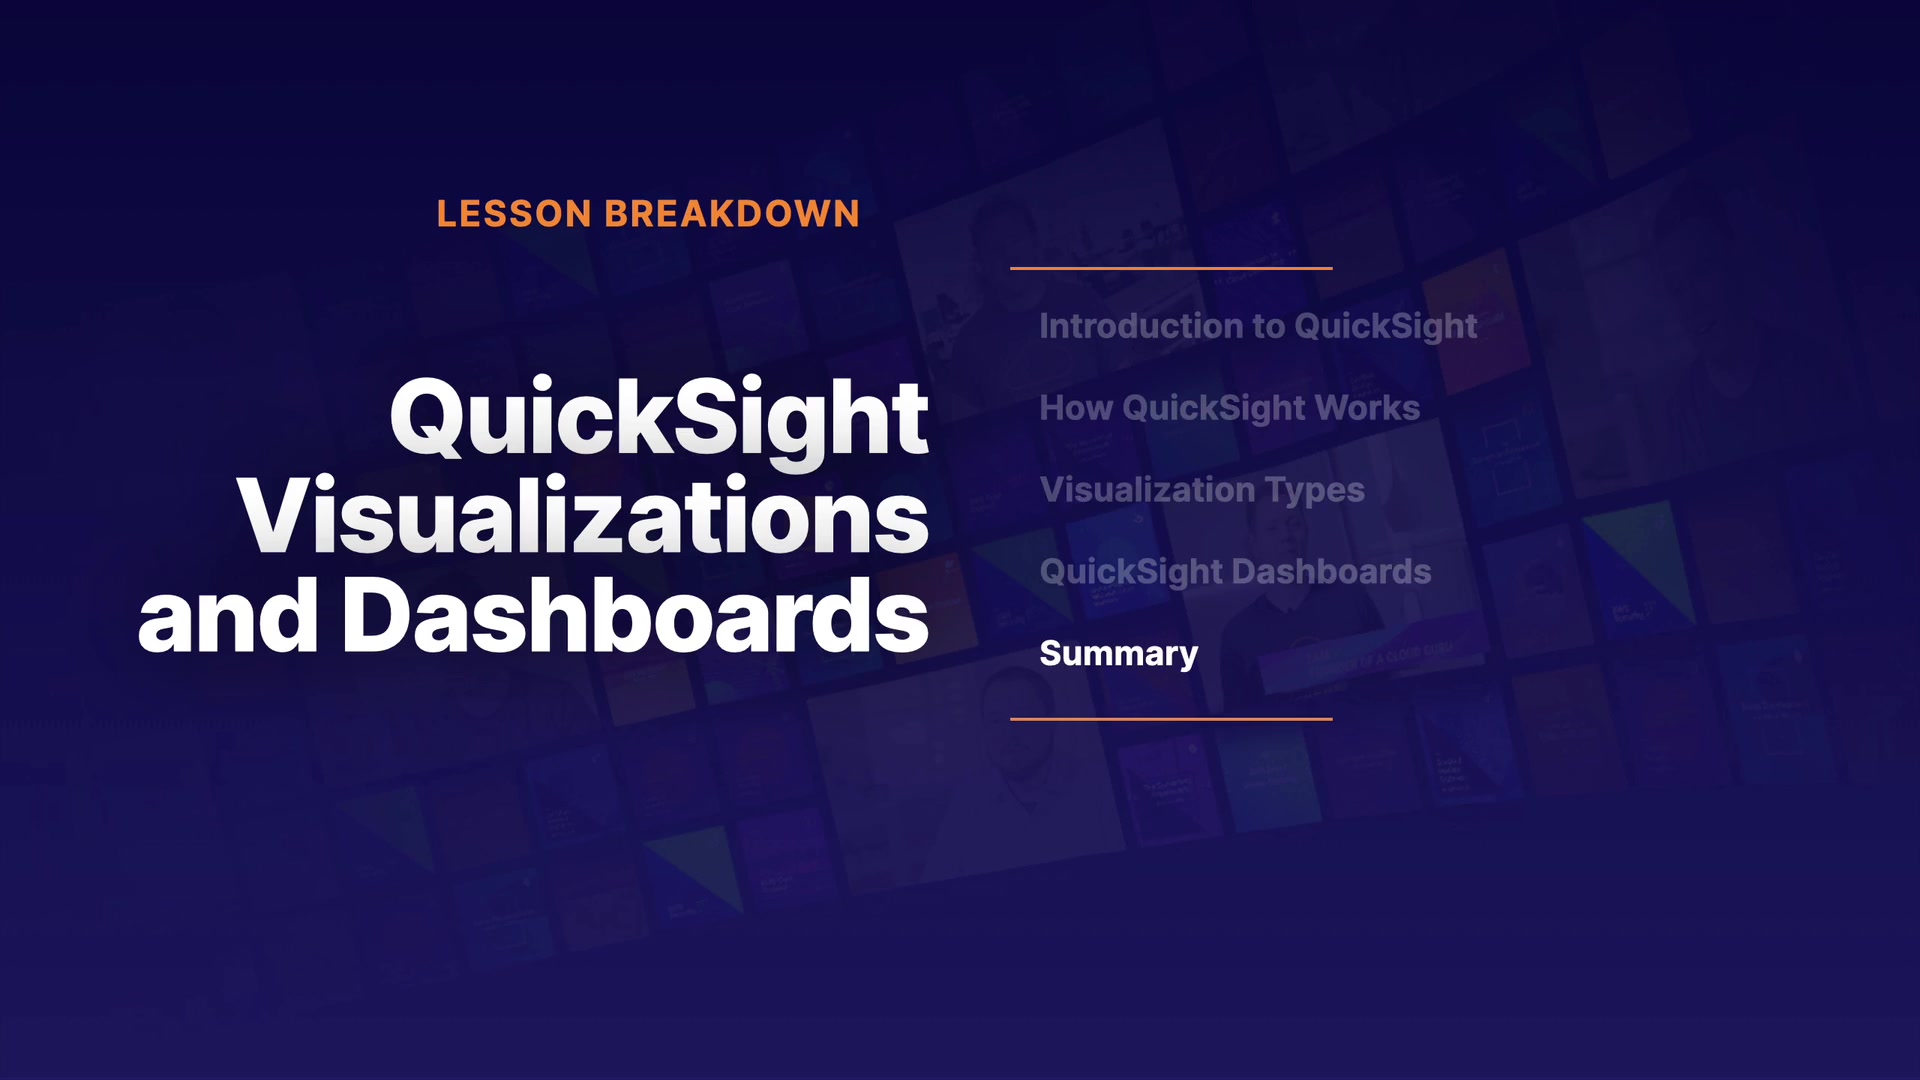 LESSON BREAKDOWN
QuickSight
Visualizations
and Dashboards
Introduction to QuickSight
How QuickSight Works
Visualization Types
QuickSight Dashboards
Summary